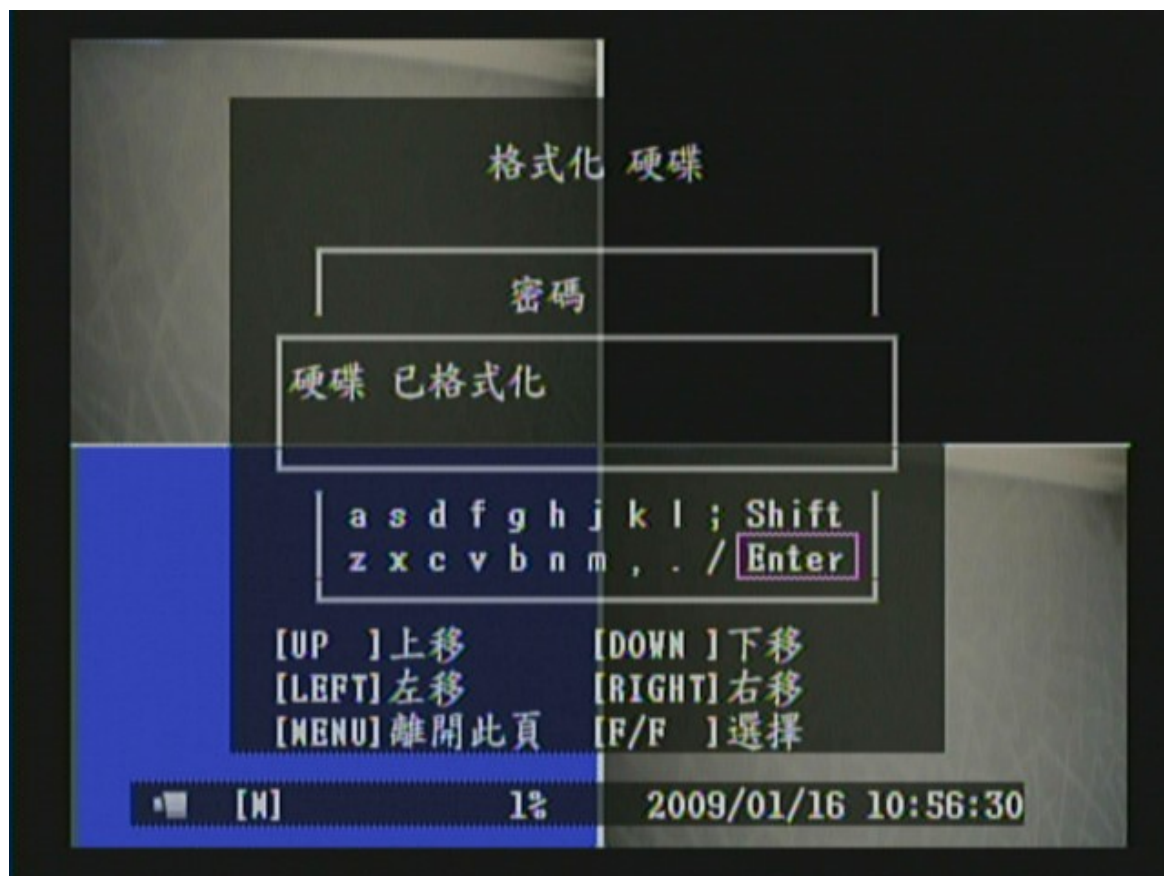 格式化 硬碟
密碼
硬碟 已格式化
a s d f g h j k l ; Shift
z x c v b n m , . / Enter
[UP ]上移 [DOWN ]下移
[LEFT]左移 [RIGHT]右移
[MENU]離開此頁 [F/F ]選擇
[M] 1% 2009/01/16 10:56:30